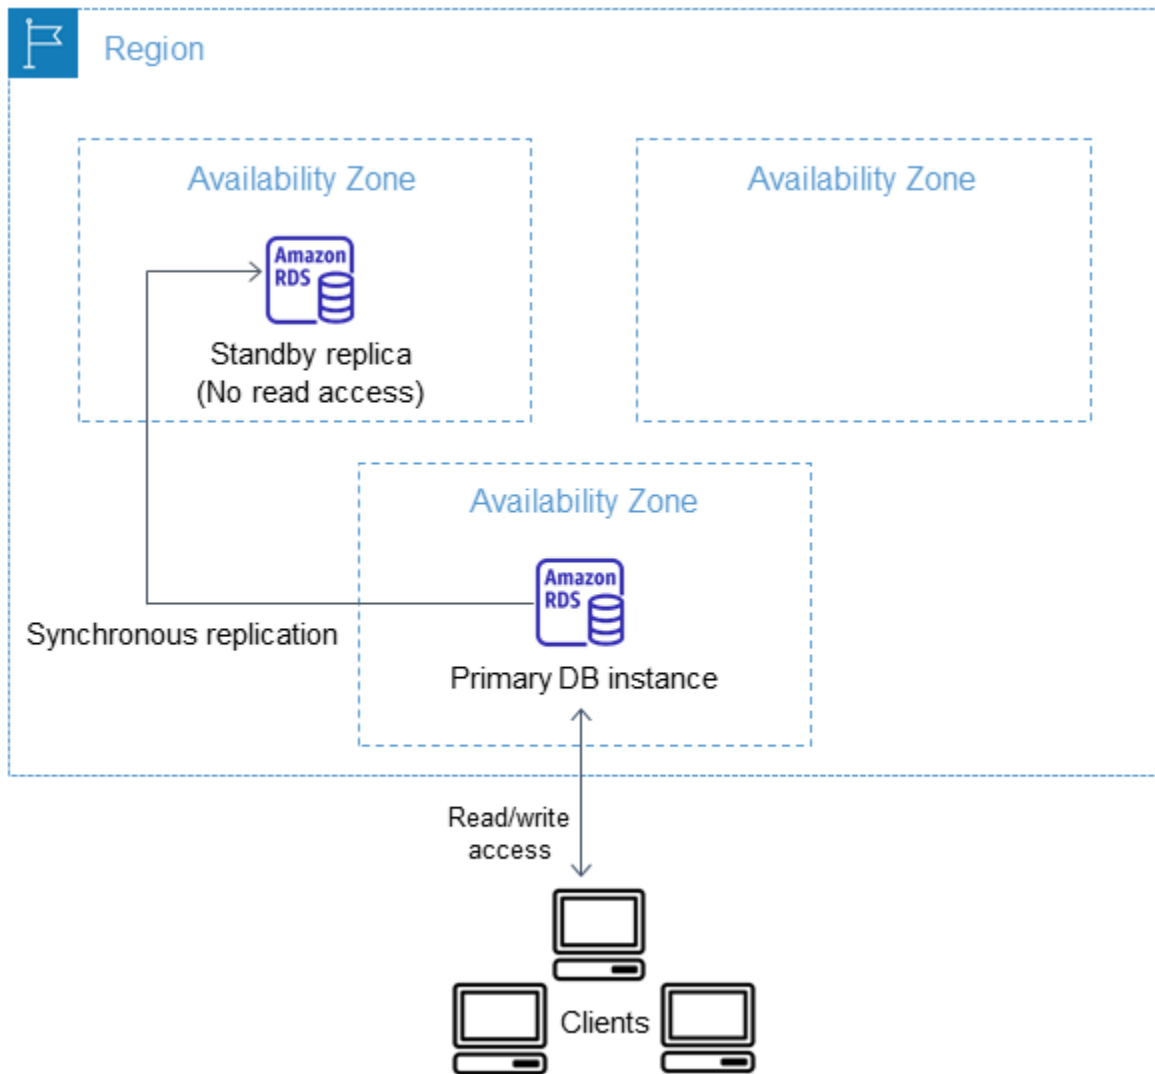 Region
Availability Zone
Availability Zone
Amazon
RDS
Standby replica
(No read access)
Availability Zone
Amazon
RDS
Synchronous replication
Primary DB instance
Read/write
access
Clients